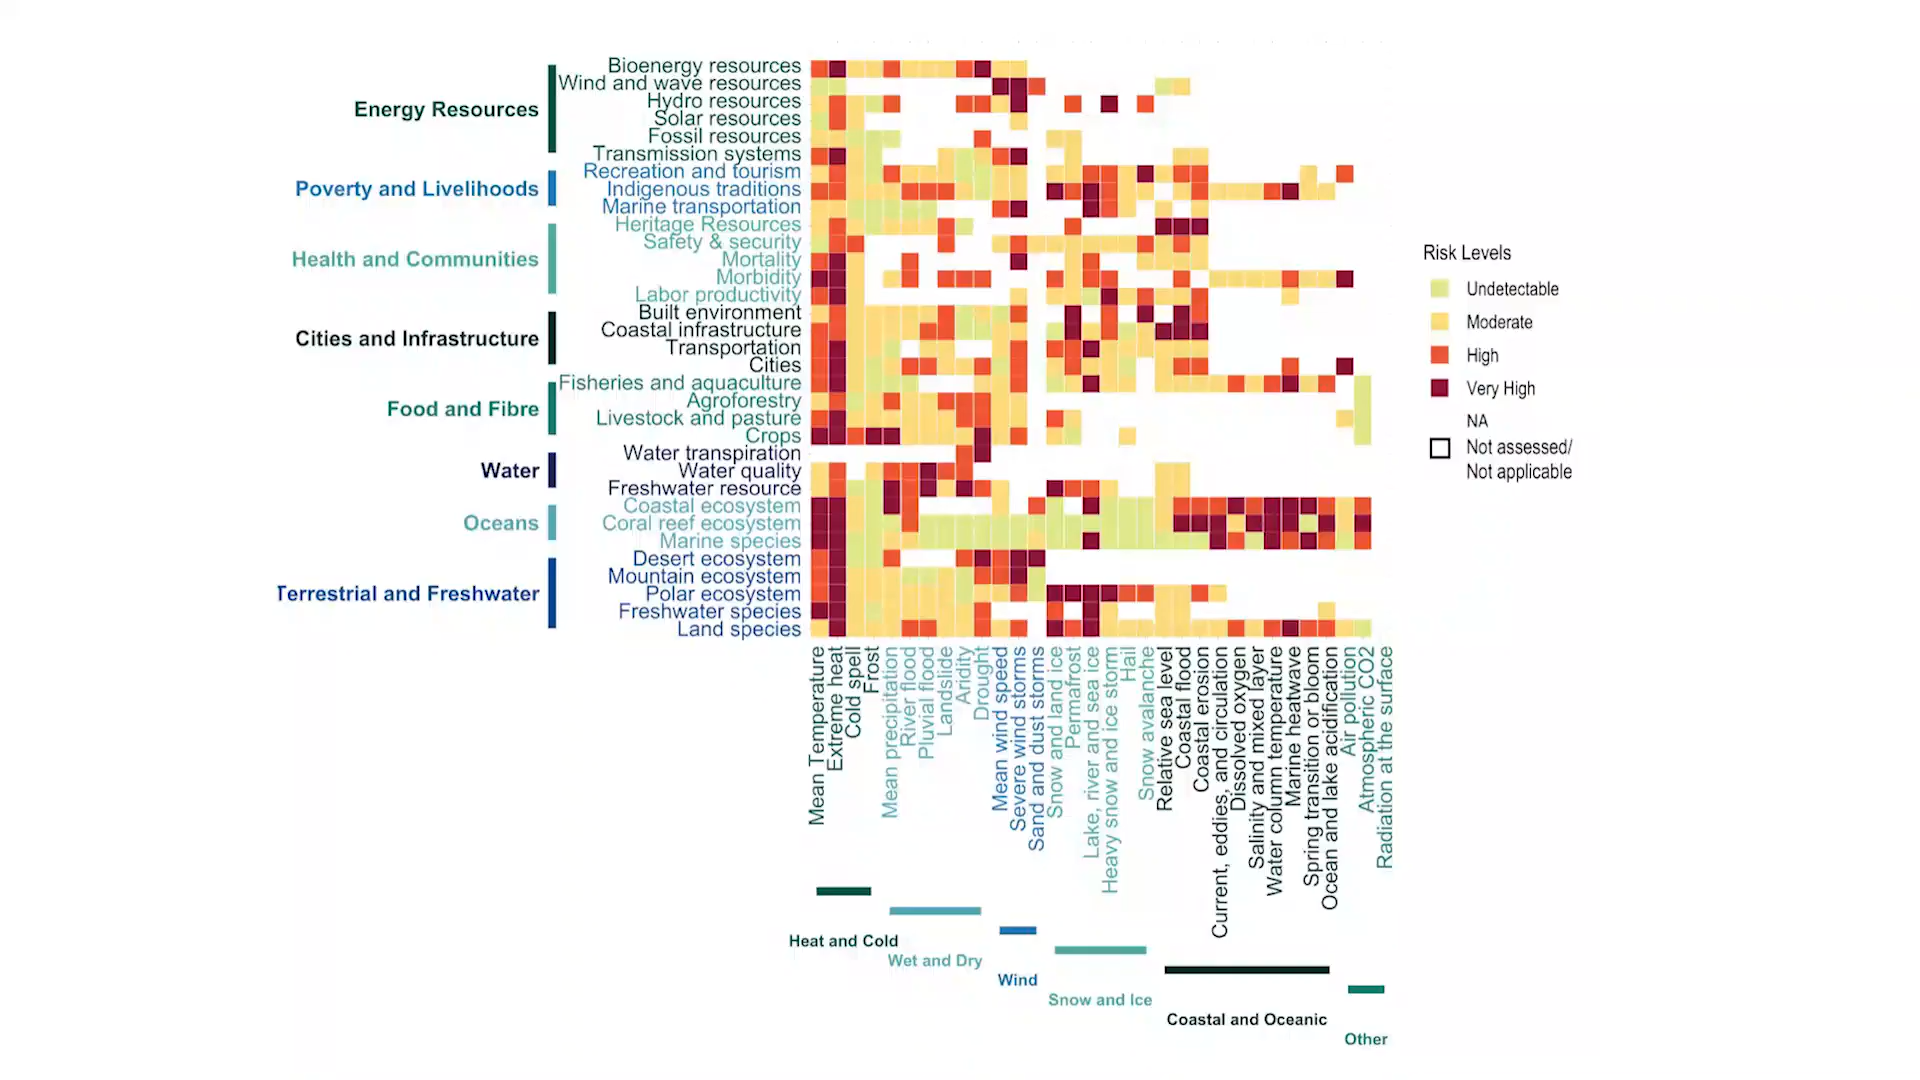 Bioenergy resources
Wind and wave resources
Hydro resources
Energy Resources
Solar resources
Fossil resources
Transmission systems
Recreation and tourism
Poverty and Livelihoods
Indigenous traditions
Marine transportation
Heritage Resources
Safety & security
Health and Communities
Mortality
Morbidity
Labor productivity
Built environment
Coastal infrastructure
Cities and Infrastructure
Transportation
Cities
Fisheries and aquaculture
Agroforestry
Food and Fibre
Livestock and pasture
Crops
Water transpiration
Water
Water quality
Freshwater resource
Coastal ecosystem
Oceans
Coral reef ecosystem
Marine species
Desert ecosystem
Mountain ecosystem
Terrestrial and Freshwater
Polar ecosystem
Freshwater species
Land species
Risk Levels
Undetectable
Moderate
High
Very High
NA
Not assessed/
Not applicable
Mean Temperature
Extreme heat
Cold spell
Frost
Mean precipitation
River flood
Pluvial flood
Landslide
Aridity
Drought
Mean wind speed
Severe wind storms
Sand and dust storms
Snow and land ice
Permafrost
Lake, river and sea ice
Heavy snow and ice storm
Hail
Snow avalanche
Relative sea level
Coastal flood
Coastal erosion
Current, eddies, and circulation
Dissolved oxygen
Salinity and mixed layer
Water column temperature
Marine heatwave
Spring transition or bloom
Ocean and lake acidification
Air pollution
Atmospheric CO2
Radiation at the surface
Heat and Cold
Wet and Dry
Wind
Snow and Ice
Coastal and Oceanic
Other